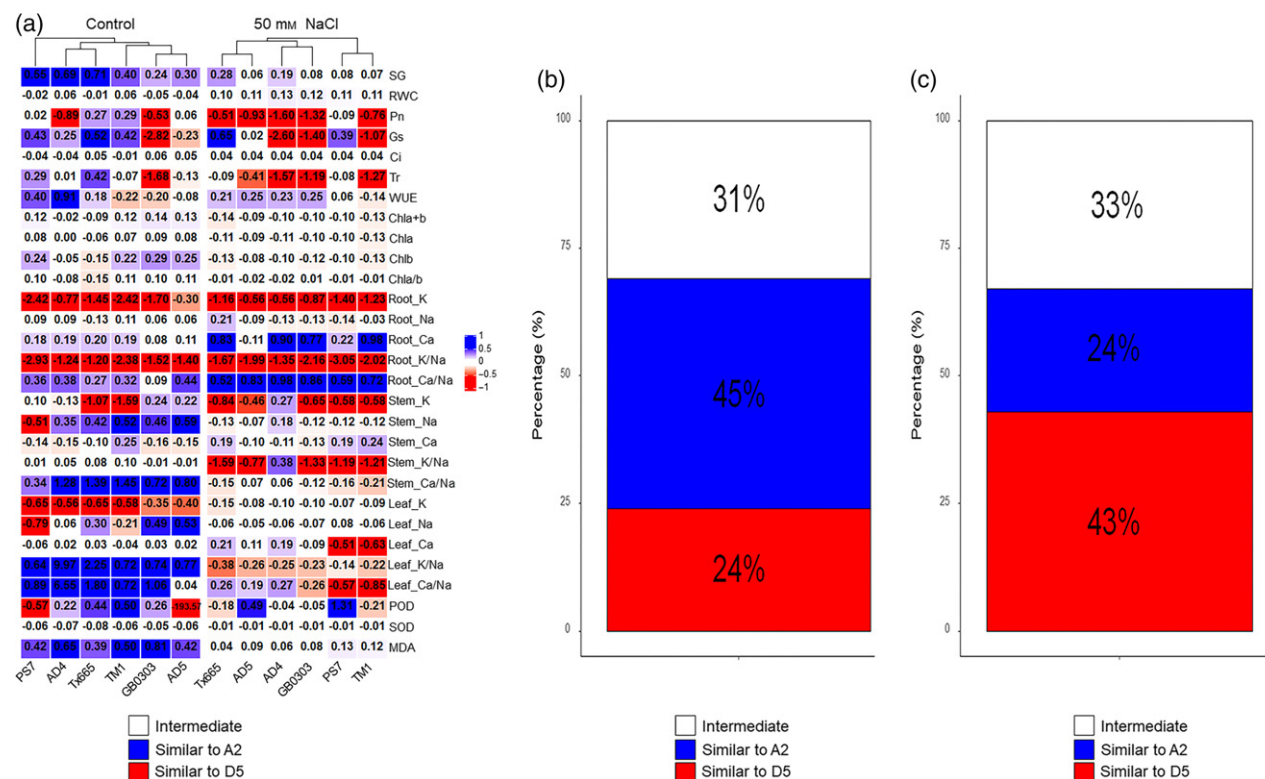 (a)
Control 50 mM NaCl
0.55 0.69 0.71 0.40 0.24 0.30 0.28 0.06 0.19 0.08 0.08 0.07 SG
-0.02 0.06 -0.01 0.06 -0.05 -0.04 0.10 0.11 0.13 0.12 0.11 0.11 RWC
0.02 -0.89 0.27 0.29 -0.53 0.06 -0.51 -0.93 -1.60 -1.32 -0.09 -0.76 Pn
0.43 0.25 0.52 0.42 -2.82 -0.23 0.65 0.02 -2.60 -1.40 0.39 -1.07 Gs
-0.04 -0.04 0.05 -0.01 0.06 0.05 0.04 0.04 0.04 0.04 0.04 0.04 Ci
0.29 0.01 0.42 -0.07 -1.68 -0.13 -0.09 -0.41 -1.57 -1.19 -0.08 -1.27 Tr
0.40 0.91 0.18 -0.22 -0.20 -0.08 0.21 0.25 0.23 0.25 0.06 -0.14 WUE
0.12 -0.02 -0.09 0.12 0.14 0.13 -0.14 -0.09 -0.10 -0.10 -0.10 -0.13 Chla+b
0.08 0.00 -0.06 0.07 0.09 0.08 -0.11 -0.09 -0.11 -0.10 -0.10 -0.13 Chla
0.24 -0.05 -0.15 0.22 0.29 0.25 -0.13 -0.08 -0.10 -0.12 -0.10 -0.13 Chlb
0.10 -0.08 -0.15 0.11 0.10 0.11 -0.01 -0.02 -0.02 0.01 -0.01 -0.01 Chla/b
-2.42 -0.77 -1.45 -2.42 -1.70 -0.30 -1.16 -0.56 -0.56 -0.87 -1.40 -1.23 Root_K
0.09 0.09 -0.13 0.11 0.06 0.06 0.21 -0.09 -0.13 -0.13 -0.14 -0.03 Root_Na
0.18 0.19 0.20 0.19 0.08 0.11 0.83 -0.11 0.90 0.77 0.22 0.98 Root_Ca
-2.93 -1.24 -1.20 -2.38 -1.52 -1.40 -1.67 -1.99 -1.35 -2.16 -3.05 -2.02 Root_K/Na
0.36 0.38 0.27 0.32 0.09 0.44 0.52 0.83 0.98 0.86 0.59 0.72 Root_Ca/Na
0.10 -0.13 -1.07 -1.59 0.24 0.22 -0.84 -0.46 0.27 -0.65 -0.58 -0.58 Stem_K
-0.51 0.35 0.42 0.52 0.46 0.59 -0.13 -0.07 0.18 -0.12 -0.12 -0.12 Stem_Na
-0.14 -0.15 -0.10 0.25 -0.16 -0.15 0.19 -0.10 -0.11 -0.13 0.19 0.24 Stem_Ca
0.01 0.05 0.08 0.10 -0.01 -0.01 -1.59 -0.77 0.38 -1.33 -1.19 -1.21 Stem_K/Na
0.34 1.28 1.39 1.45 0.72 0.80 -0.15 0.07 0.06 -0.12 -0.16 -0.21 Stem_Ca/Na
-0.65 -0.56 -0.65 -0.58 -0.35 -0.40 -0.15 -0.08 -0.10 -0.10 -0.07 -0.09 Leaf_K
-0.79 0.06 0.30 -0.21 0.49 0.53 -0.06 -0.05 -0.06 -0.07 0.08 -0.06 Leaf_Na
-0.06 0.02 0.03 -0.04 0.03 0.02 0.21 0.11 0.19 -0.09 -0.51 -0.63 Leaf_Ca
0.64 9.97 2.25 0.72 0.74 0.77 -0.38 -0.26 -0.25 -0.23 -0.14 -0.22 Leaf_K/Na
0.89 1.80 0.72 1.06 0.04 0.26 0.19 0.27 -0.26 -0.57 -0.85 Leaf_Ca/Na
-0.57 0.22 0.44 0.50 0.26 -193.57 -0.18 0.49 -0.04 -0.05 1.31 -0.21 POD
-0.06 -0.07 -0.08 -0.06 -0.05 -0.06 -0.01 -0.01 -0.01 -0.01 -0.01 -0.01 SOD
0.42 0.65 0.39 0.50 0.42 0.04 0.09 0.06 0.08 0.13 0.12 MDA
PS7 AD4 Tx665 TM1 GB0303 AD5 Tx665 AD5 AD4 GB0303 PS7 TM1
1
0.5
0
-0.5
-1
Intermediate
Similar to A2
Similar to D5
(b)
Percentage (%)
100
75
50
25
0
31%
45%
24%
Intermediate
Similar to A2
Similar to D5
(c)
Percentage (%)
100
75
50
25
0
33%
24%
43%
Intermediate
Similar to A2
Similar to D5